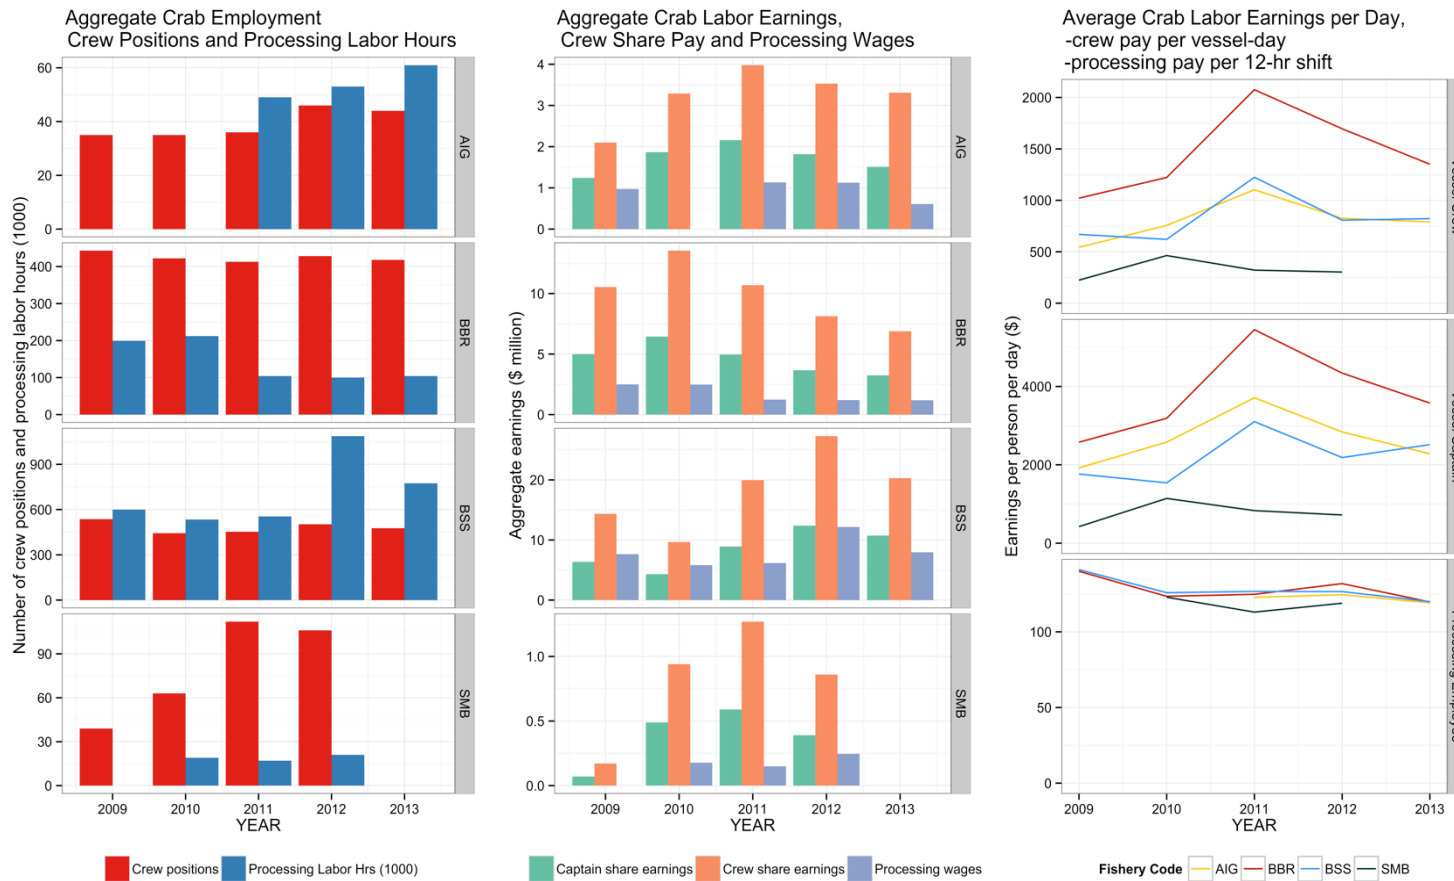 Aggregate Crab Employment
Crew Positions and Processing Labor Hours
Number of crew positions and processing labor hours (1000)
60
40
20
0
AIG
400
300
200
100
0
BBR
900
600
300
0
BSS
90
60
30
0
SMB
2009 2010 2011 2012 2013
YEAR
Crew positions Processing Labor Hrs (1000)
Aggregate Crab Labor Earnings,
Crew Share Pay and Processing Wages
Aggregate earnings ($ million)
4
3
2
1
0
AIG
10
5
0
BBR
20
10
0
BSS
1.0
0.5
0.0
SMB
2009 2010 2011 2012 2013
YEAR
Captain share earnings Crew share earnings Processing wages
Average Crab Labor Earnings per Day,
-crew pay per vessel-day
-processing pay per 12-hr shift
Earnings per person per day ($)
2000
1500
1000
500
0
4000
2000
0
100
50
0
2009 2010 2011 2012 2013
YEAR
Fishery Code AIG BBR BSS SMB